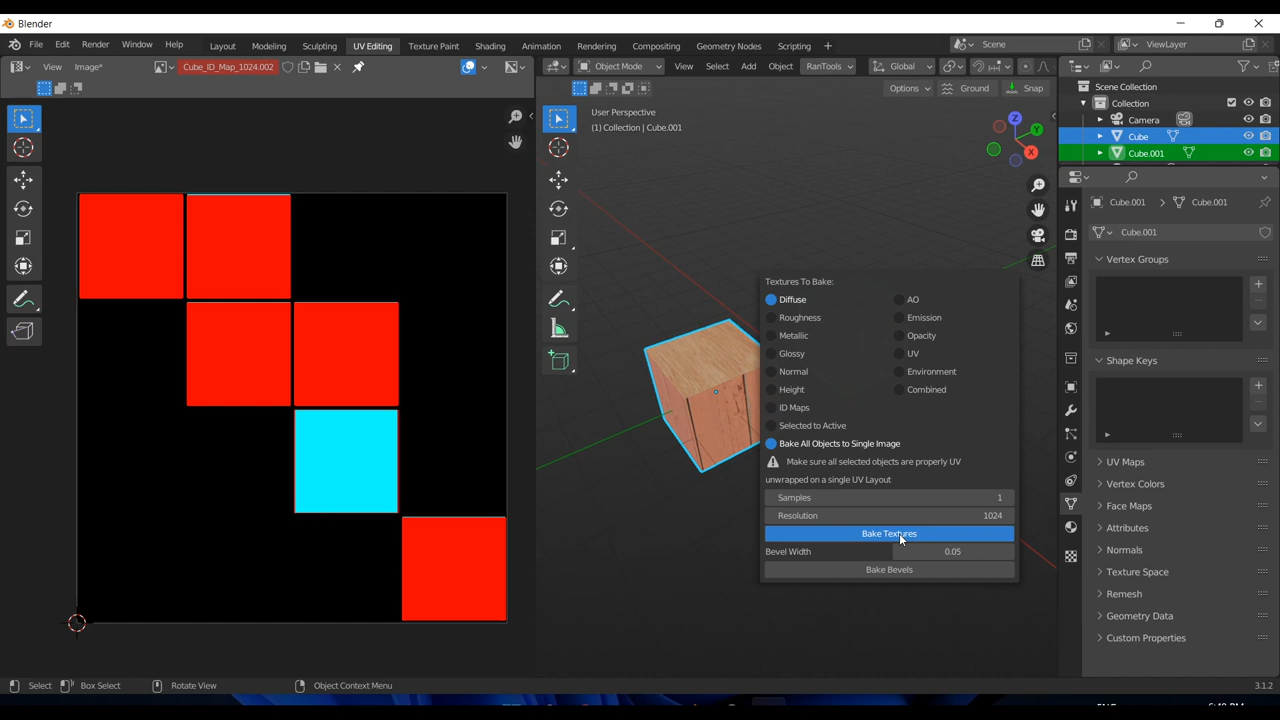 Blender
File Edit Render Window Help Layout Modeling Sculpting UV Editing Texture Paint Shading Animation Rendering Compositing Geometry Nodes Scripting + Scene ViewLayer
View Image* Cube_ID_Map_1024.002 Object Mode View Select Add Object RanTools Global
Options Ground Snap
Scene Collection
Collection
Camera
Cube
Cube.001
User Perspective
(1) Collection | Cube.001
Z
Y
X
Cube.001 > Cube.001
Cube.001
Vertex Groups
Shape Keys
UV Maps
Vertex Colors
Face Maps
Attributes
Normals
Texture Space
Remesh
Geometry Data
Custom Properties
Textures To Bake:
Diffuse AO
Roughness Emission
Metallic Opacity
Glossy UV
Normal Environment
Height Combined
ID Maps
Selected to Active
Bake All Objects to Single Image
Make sure all selected objects are properly UV
unwrapped on a single UV Layout
Samples 1
Resolution 1024
Bake Textures
Bevel Width 0.05
Bake Bevels
Select Box Select Rotate View Object Context Menu 3.1.2